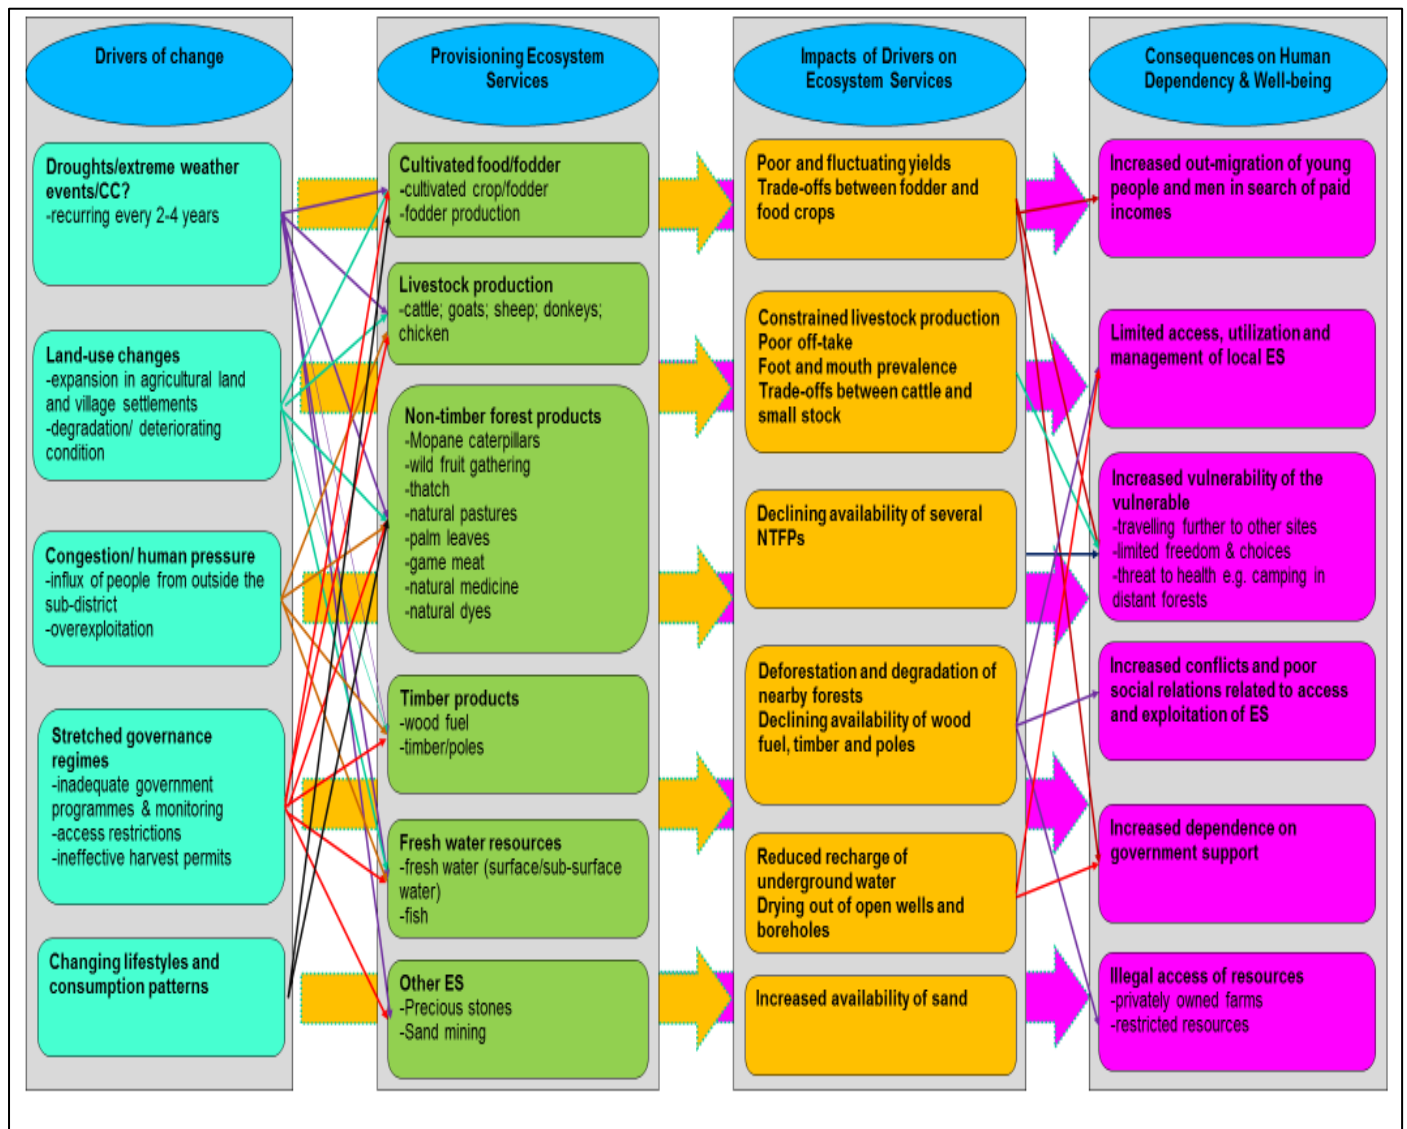 Drivers of change
Droughts/extreme weather
events/CC?
-recurring every 2-4 years
Land-use changes
-expansion in agricultural land
and village settlements
-degradation/ deteriorating
condition
Congestion/ human pressure
-influx of people from outside the
sub-district
-overexploitation
Stretched governance
regimes
-inadequate government
programmes & monitoring
-access restrictions
-ineffective harvest permits
Changing lifestyles and
consumption patterns
Provisioning Ecosystem
Services
Cultivated food/fodder
-cultivated crop/fodder
-fodder production
Livestock production
-cattle; goats; sheep; donkeys;
chicken
Non-timber forest products
-Mopane caterpillars
-wild fruit gathering
-thatch
-natural pastures
-palm leaves
-game meat
-natural medicine
-natural dyes
Timber products
-wood fuel
-timber/poles
Fresh water resources
-fresh water (surface/sub-surface
water)
-fish
Other ES
-Precious stones
-Sand mining
Impacts of Drivers on
Ecosystem Services
Poor and fluctuating yields
Trade-offs between fodder and
food crops
Constrained livestock production
Poor off-take
Foot and mouth prevalence
Trade-offs between cattle and
small stock
Declining availability of several
NTFPs
Deforestation and degradation of
nearby forests
Declining availability of wood
fuel, timber and poles
Reduced recharge of
underground water
Drying out of open wells and
boreholes
Increased availability of sand
Consequences on Human
Dependency & Well-being
Increased out-migration of young
people and men in search of paid
incomes
Limited access, utilization and
management of local ES
Increased vulnerability of the
vulnerable
-travelling further to other sites
-limited freedom & choices
-threat to health e.g. camping in
distant forests
Increased conflicts and poor
social relations related to access
and exploitation of ES
Increased dependence on
government support
Illegal access of resources
-privately owned farms
-restricted resources